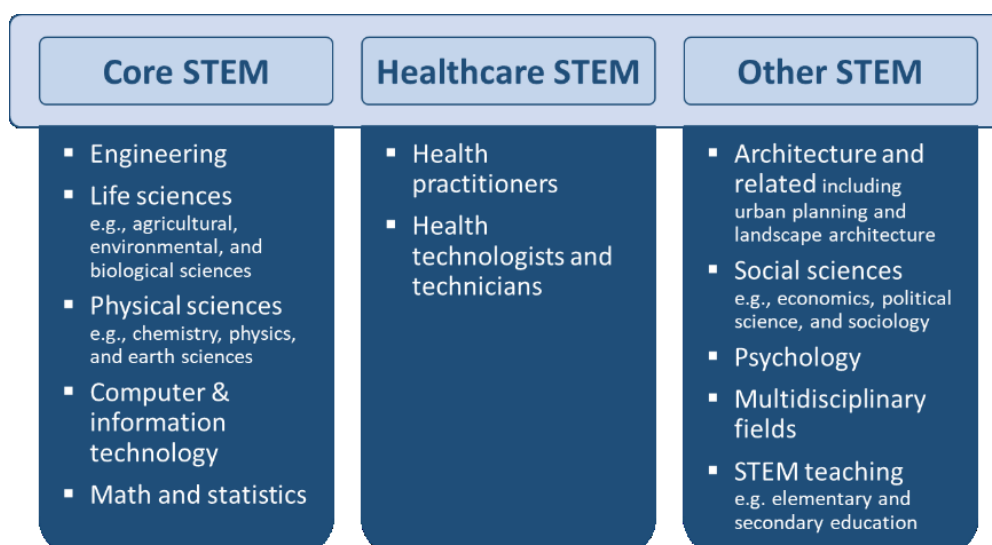 Core STEM
▪ Engineering
▪ Life sciences
e.g., agricultural,
environmental, and
biological sciences
▪ Physical sciences
e.g., chemistry, physics,
and earth sciences
▪ Computer &
information
technology
▪ Math and statistics
Healthcare STEM
▪ Health
practitioners
▪ Health
technologists and
technicians
Other STEM
▪ Architecture and
related including
urban planning and
landscape architecture
▪ Social sciences
e.g., economics, political
science, and sociology
▪ Psychology
▪ Multidisciplinary
fields
▪ STEM teaching
e.g. elementary and
secondary education